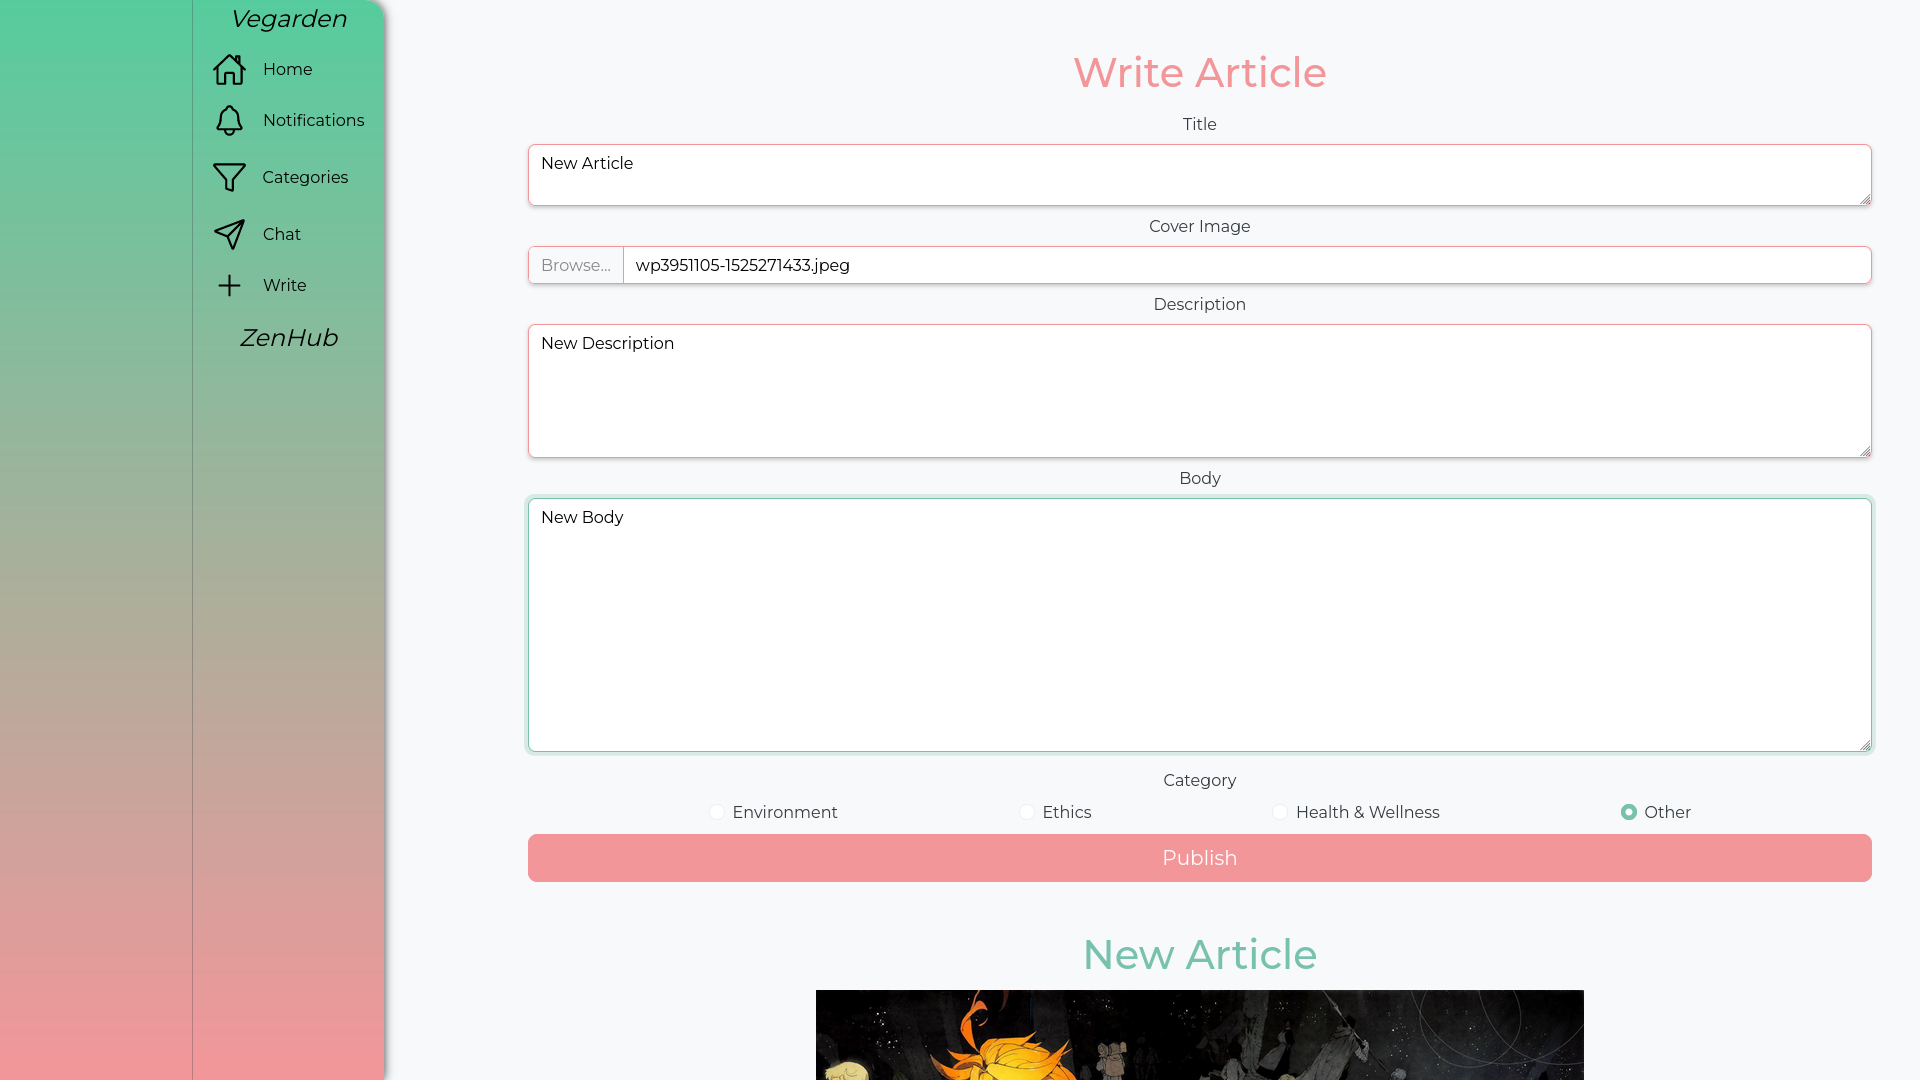 Vegarden
Home
Notifications
Categories
Chat
Write
ZenHub
Write Article
Title
New Article
Cover Image
Browse... wp3951105-1525271433.jpeg
Description
New Description
Body
New Body
Category
Environment Ethics Health & Wellness Other
Publish
New Article